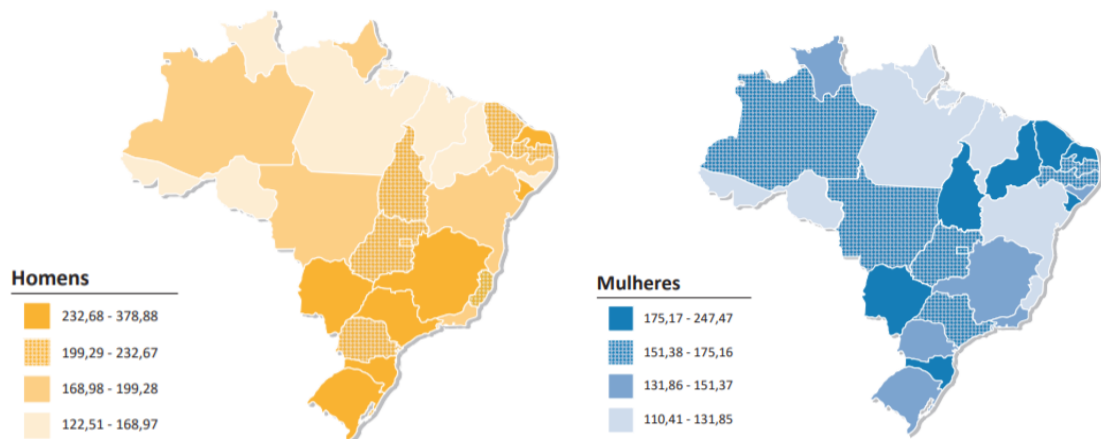 Homens
232,68 - 378,88
199,29 - 232,67
168,98 - 199,28
122,51 - 168,97
Mulheres
175,17 - 247,47
151,38 - 175,16
131,86 - 151,37
110,41 - 131,85